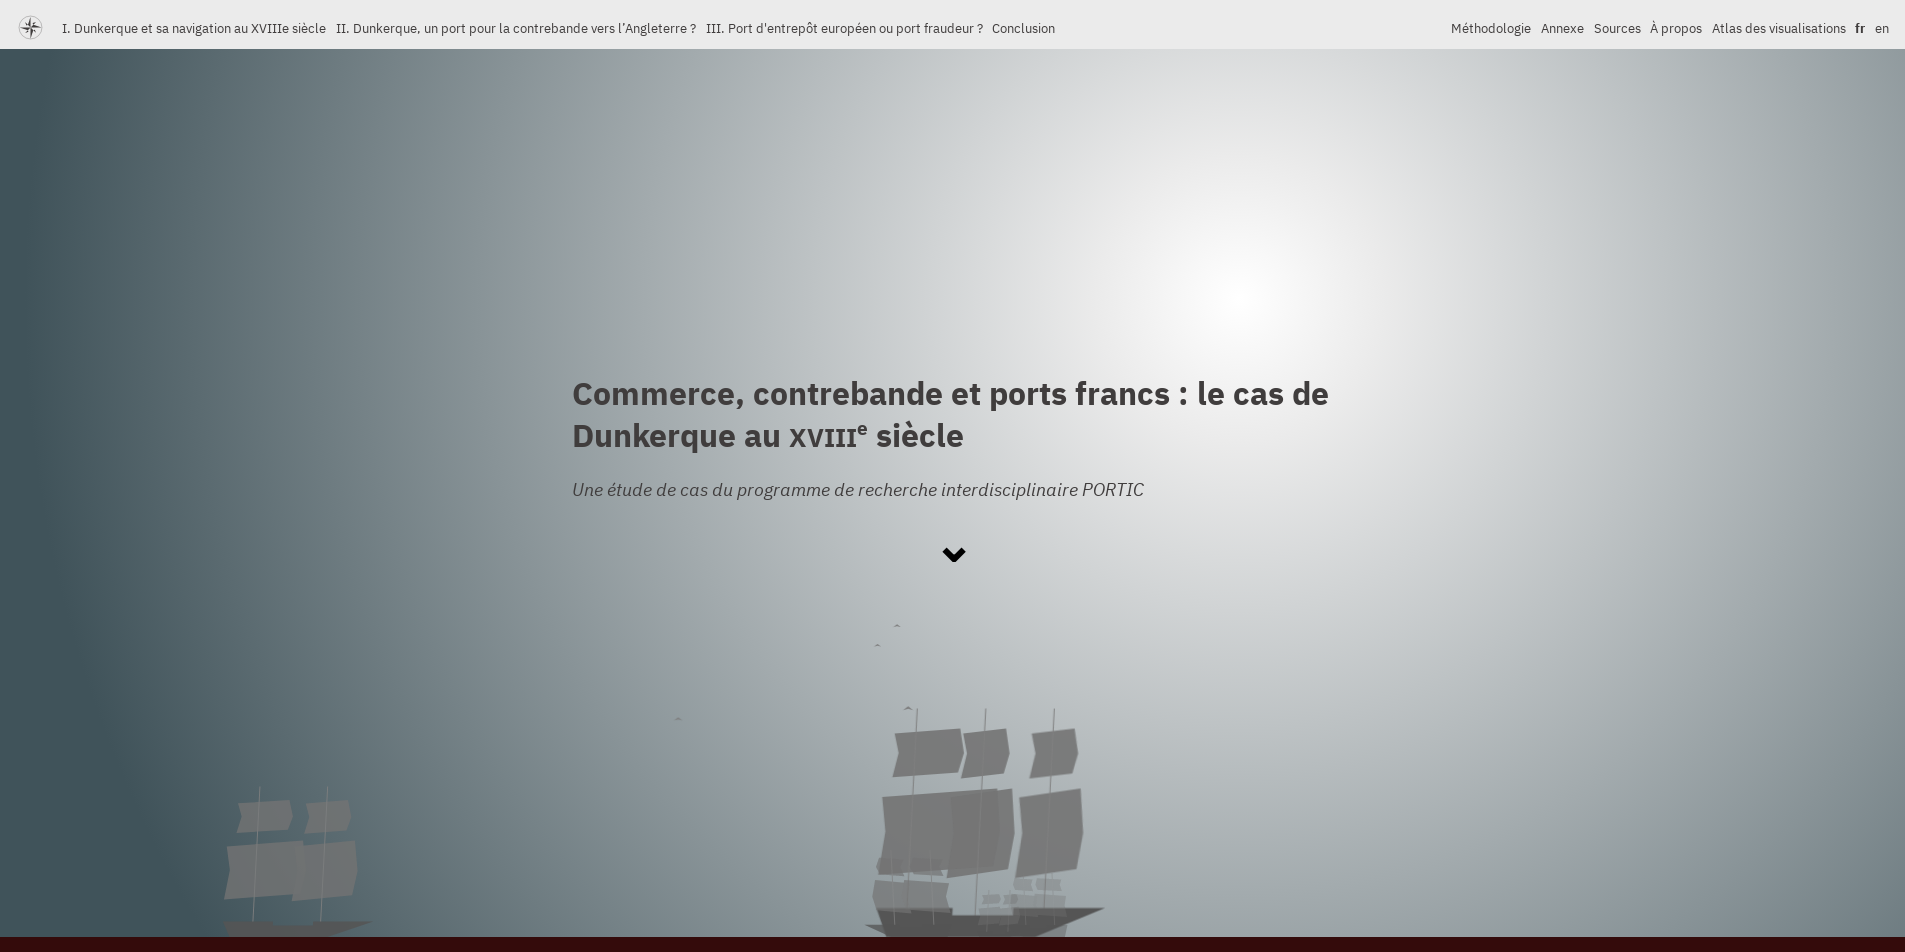 I. Dunkerque et sa navigation au XVIIIe siècle II. Dunkerque, un port pour la contrebande vers l’Angleterre ? III. Port d'entrepôt européen ou port fraudeur ? Conclusion
Méthodologie Annexe Sources À propos Atlas des visualisations fr en
Commerce, contrebande et ports francs : le cas de
Dunkerque au XVIIIe siècle
Une étude de cas du programme de recherche interdisciplinaire PORTIC